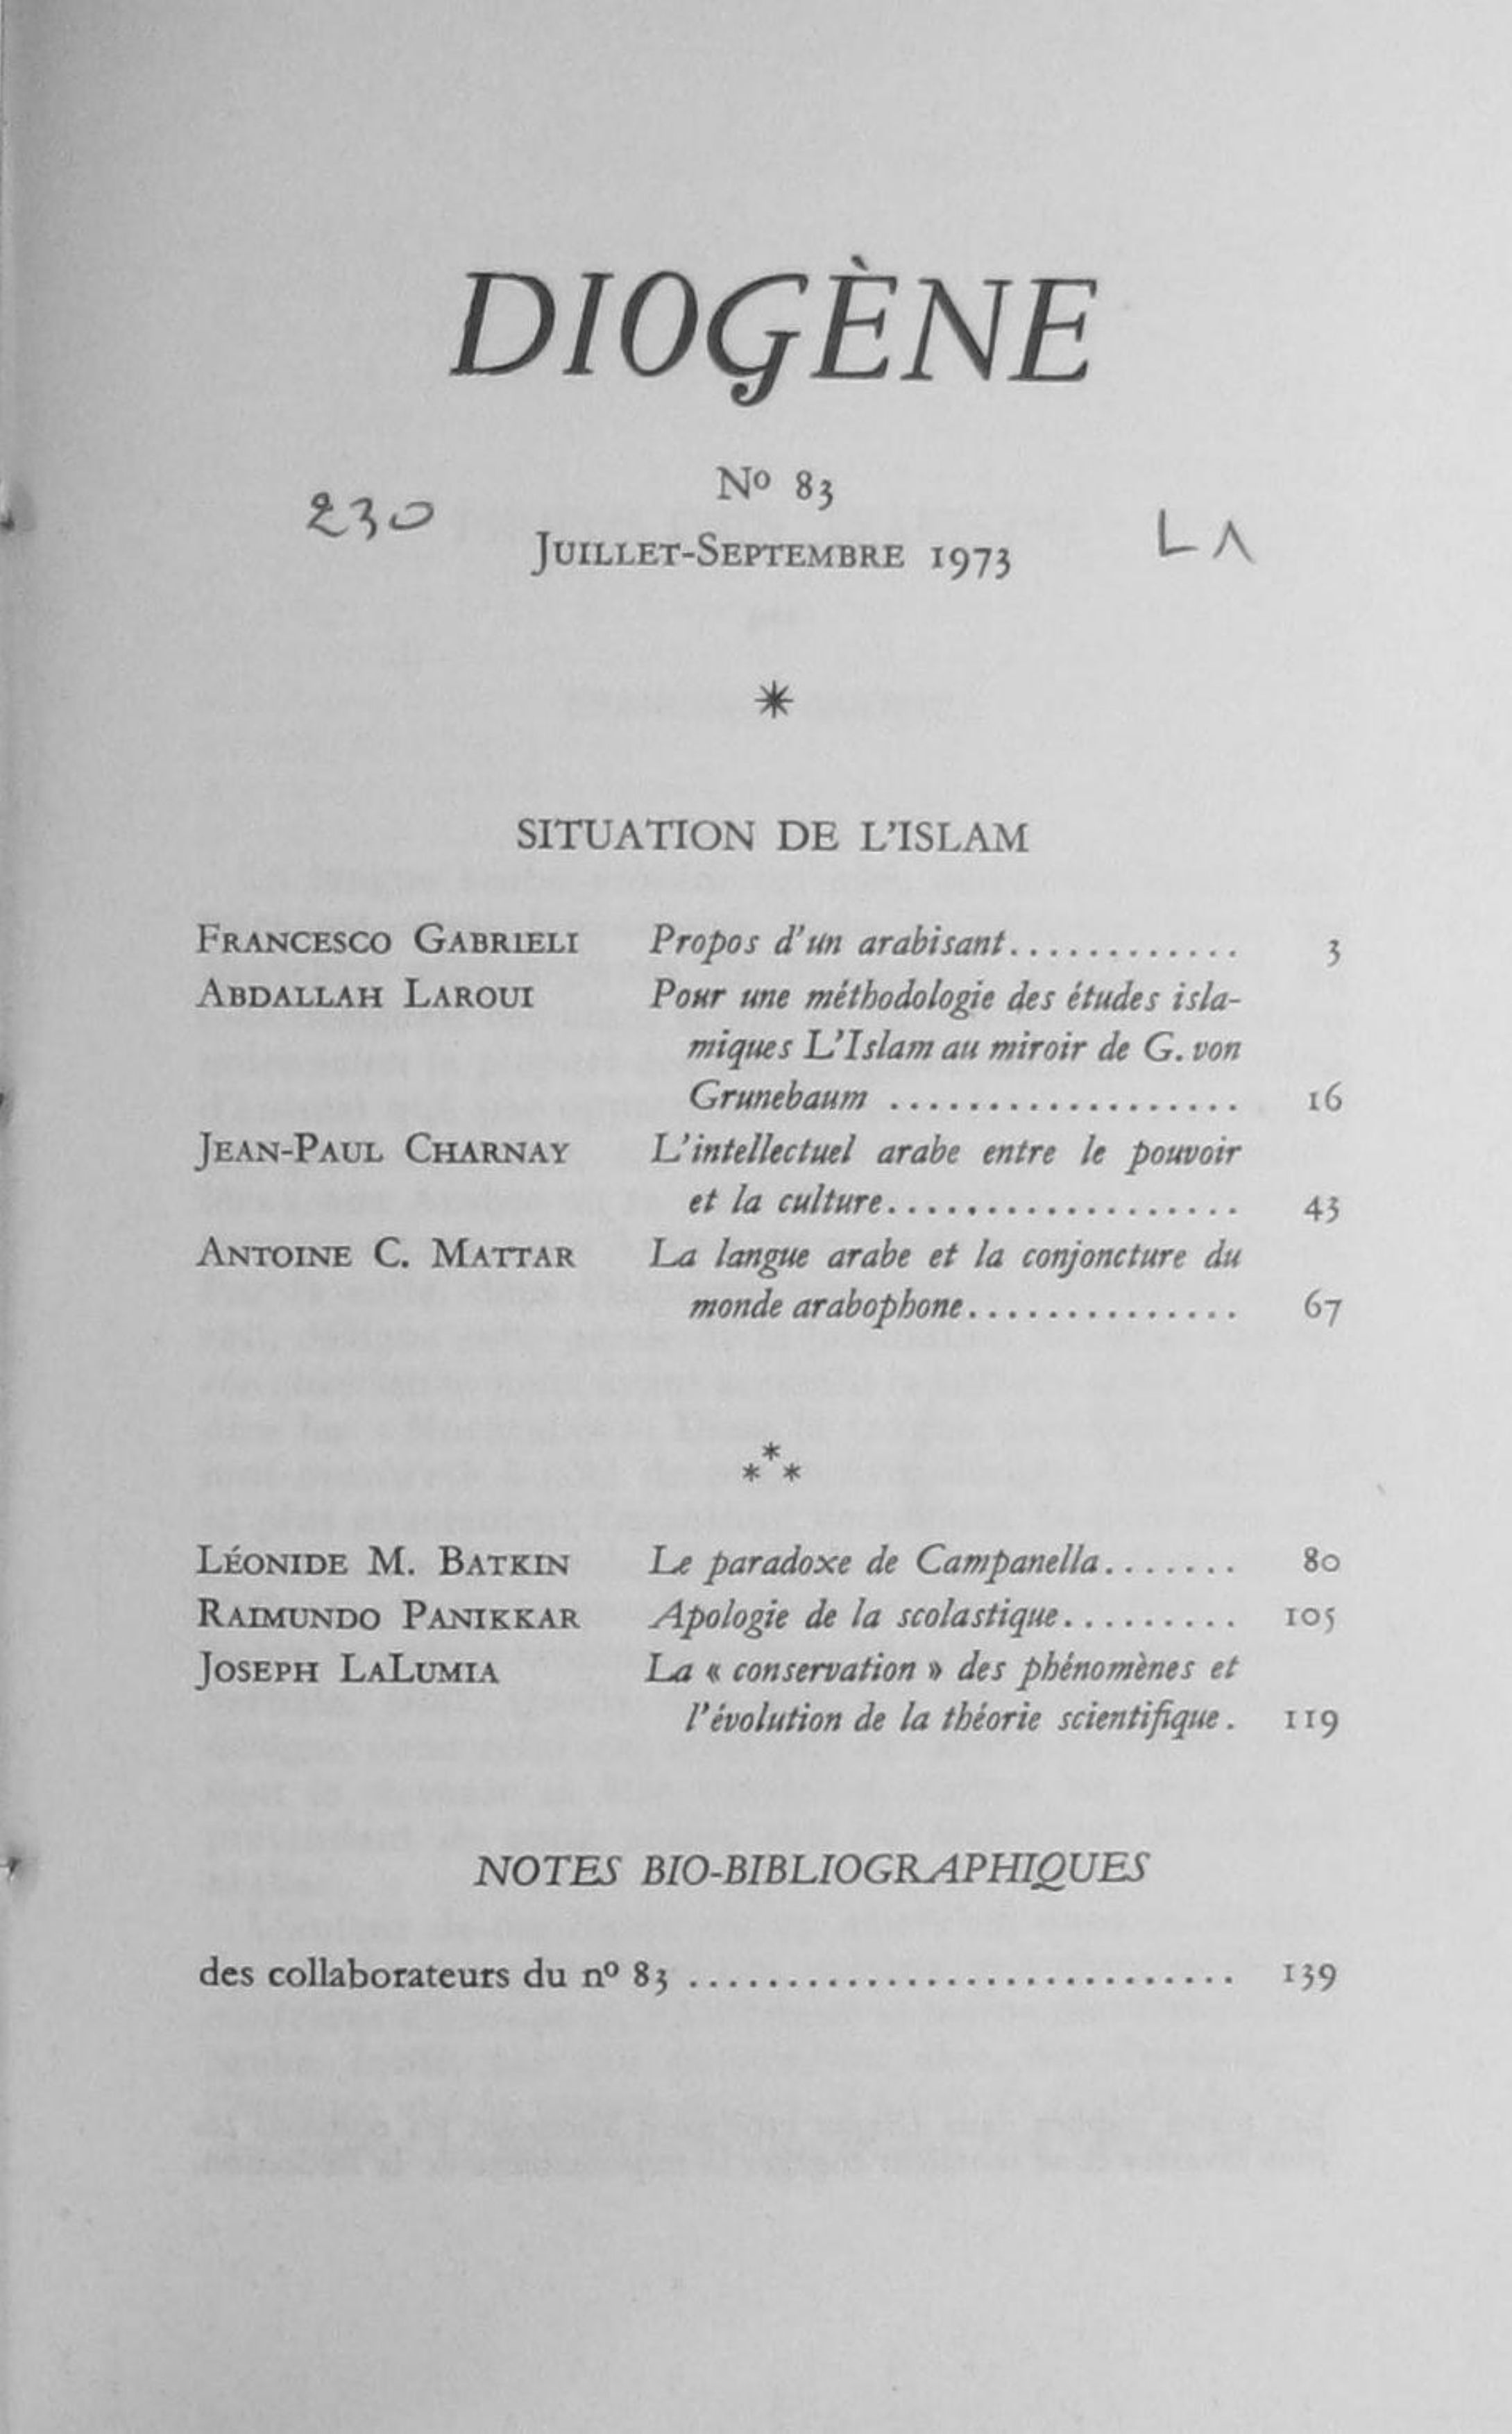 DIOGÈNE
Nº 83
230
JUILLET-SEPTEMBRE 1973
LA
*
SITUATION DE L'ISLAM
FRANCESCO GABRIELI Propos d'un arabisant............ 3
ABDALLAH LAROUI Pour une méthodologie des études isla-
miques L'Islam au miroir de G. von
Grunebaum .................. 16
JEAN-PAUL CHARNAY L'intellectuel arabe entre le pouvoir
et la culture.................. 43
ANTOINE C. MATTAR La langue arabe et la conjoncture du
monde arabophone.............. 67
***
LÉONIDE M. BATKIN Le paradoxe de Campanella....... 80
RAIMUNDO PANIKKAR Apologie de la scolastique......... 105
JOSEPH LALUMIA La « conservation » des phénomènes et
l'évolution de la théorie scientifique. 119
NOTES BIO-BIBLIOGRAPHIQUES
des collaborateurs du nº 83 ............................ 139